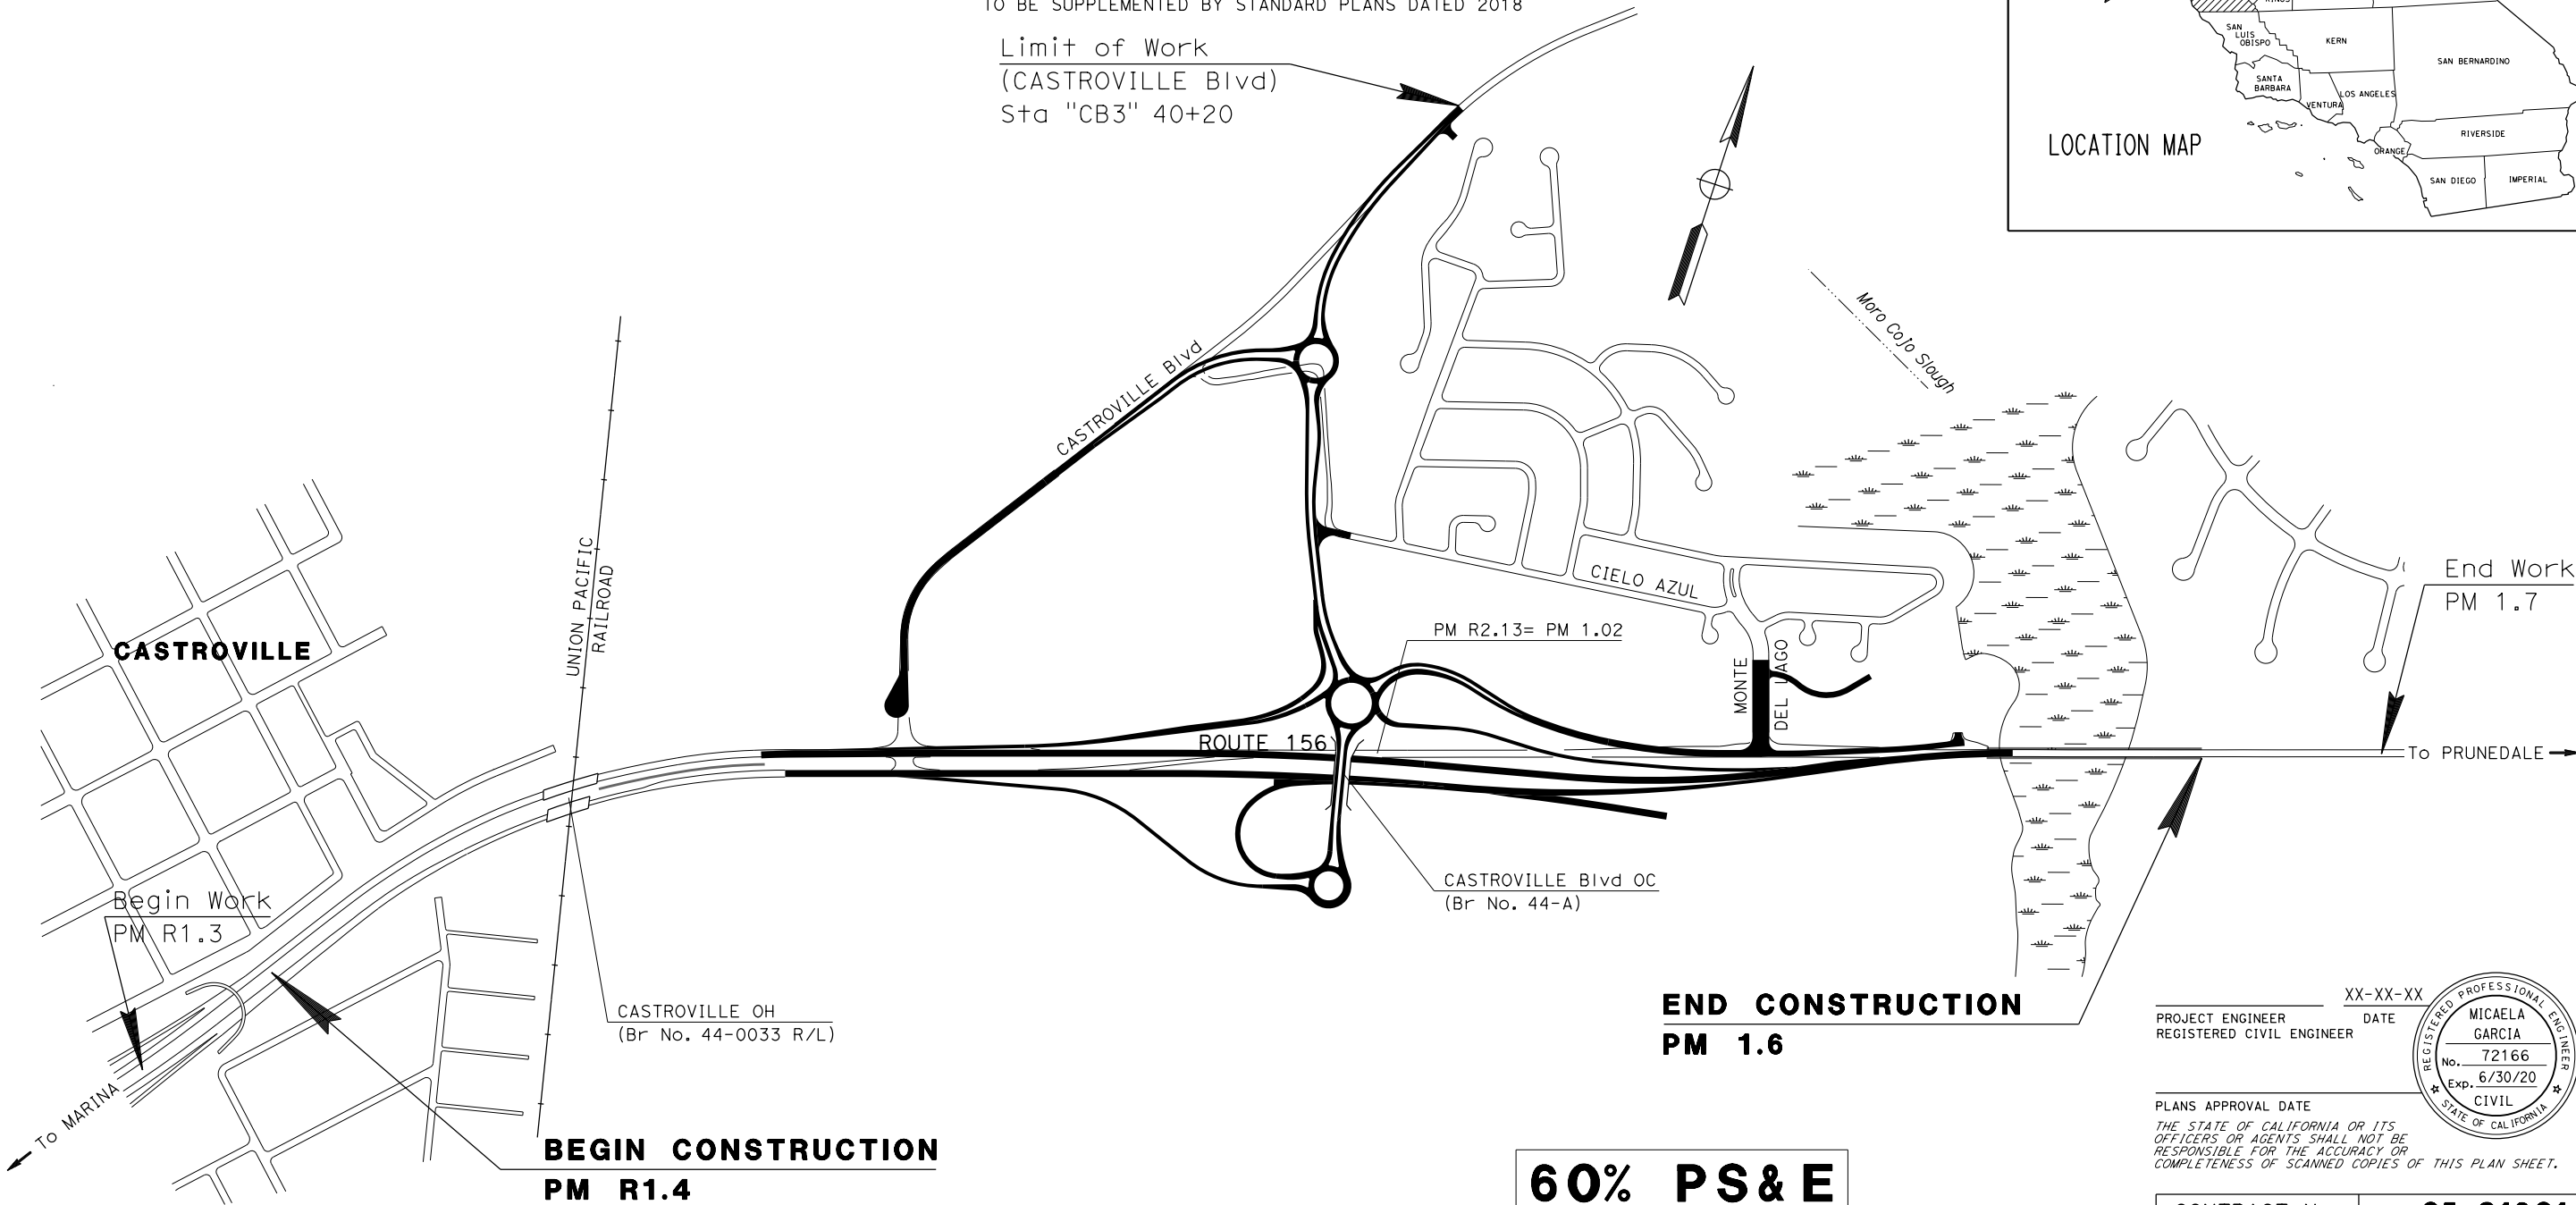 TO BE SUPPLEMENTED BY STANDARD PLANS DATED 2018
Limit of Work
(CASTROVILLE Blvd)
Sta "CB3" 40+20
KINGS
SAN
LUIS
OBISPO
KERN
SAN BERNARDINO
SANTA
BARBARA
VENTURA
LOS ANGELES
RIVERSIDE
ORANGE
SAN DIEGO
IMPERIAL
LOCATION MAP
Moro Cojo Slough
CASTROVILLE Blvd
UNION PACIFIC
RAILROAD
CASTROVILLE
CIELO AZUL
PM R2.13= PM 1.02
MONTE
DEL LAGO
ROUTE 156
End Work
PM 1.7
To PRUNEDALE
CASTROVILLE Blvd OC
(Br No. 44-A)
Begin Work
PM R1.3
CASTROVILLE OH
(Br No. 44-0033 R/L)
To MARINA
END CONSTRUCTION
PM 1.6
BEGIN CONSTRUCTION
PM R1.4
60% PS&E
XX-XX-XX
PROJECT ENGINEER
DATE
REGISTERED CIVIL ENGINEER
REGISTERED PROFESSIONAL ENGINEER
MICAELA
GARCIA
No. 72166
Exp. 6/30/20
CIVIL
STATE OF CALIFORNIA
PLANS APPROVAL DATE
THE STATE OF CALIFORNIA OR ITS
OFFICERS OR AGENTS SHALL NOT BE
RESPONSIBLE FOR THE ACCURACY OR
COMPLETENESS OF SCANNED COPIES OF THIS PLAN SHEET.